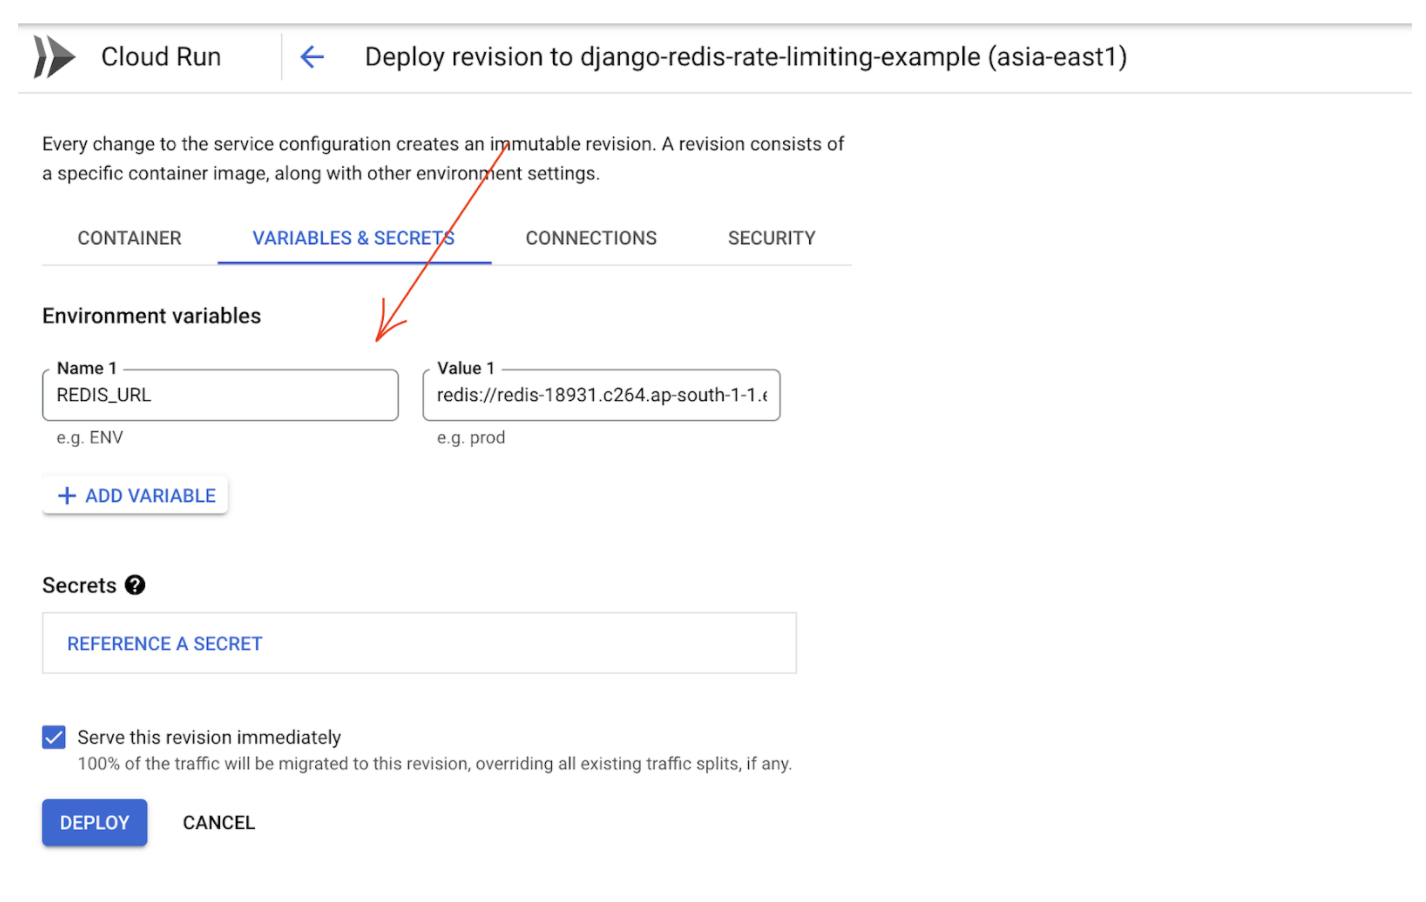 Cloud Run
Deploy revision to django-redis-rate-limiting-example (asia-east1)
Every change to the service configuration creates an immutable revision. A revision consists of
a specific container image, along with other environment settings.
CONTAINER VARIABLES & SECRETS CONNECTIONS SECURITY
Environment variables
Name 1 Value 1
REDIS_URL redis://redis-18931.c264.ap-south-1-1.e
e.g. ENV e.g. prod
+ ADD VARIABLE
Secrets ?
REFERENCE A SECRET
Serve this revision immediately
100% of the traffic will be migrated to this revision, overriding all existing traffic splits, if any.
DEPLOY CANCEL